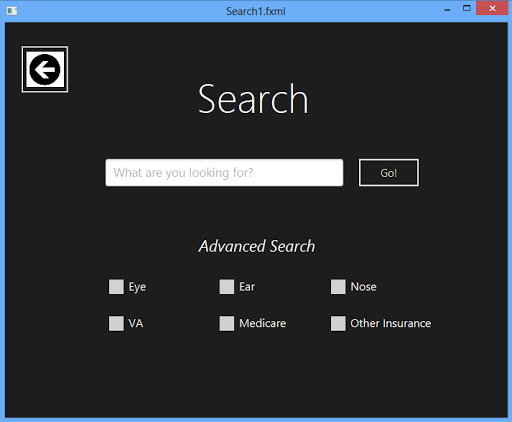 Search1.fxml
Search
What are you looking for?
Go!
Advanced Search
Eye
Ear
Nose
VA
Medicare
Other Insurance